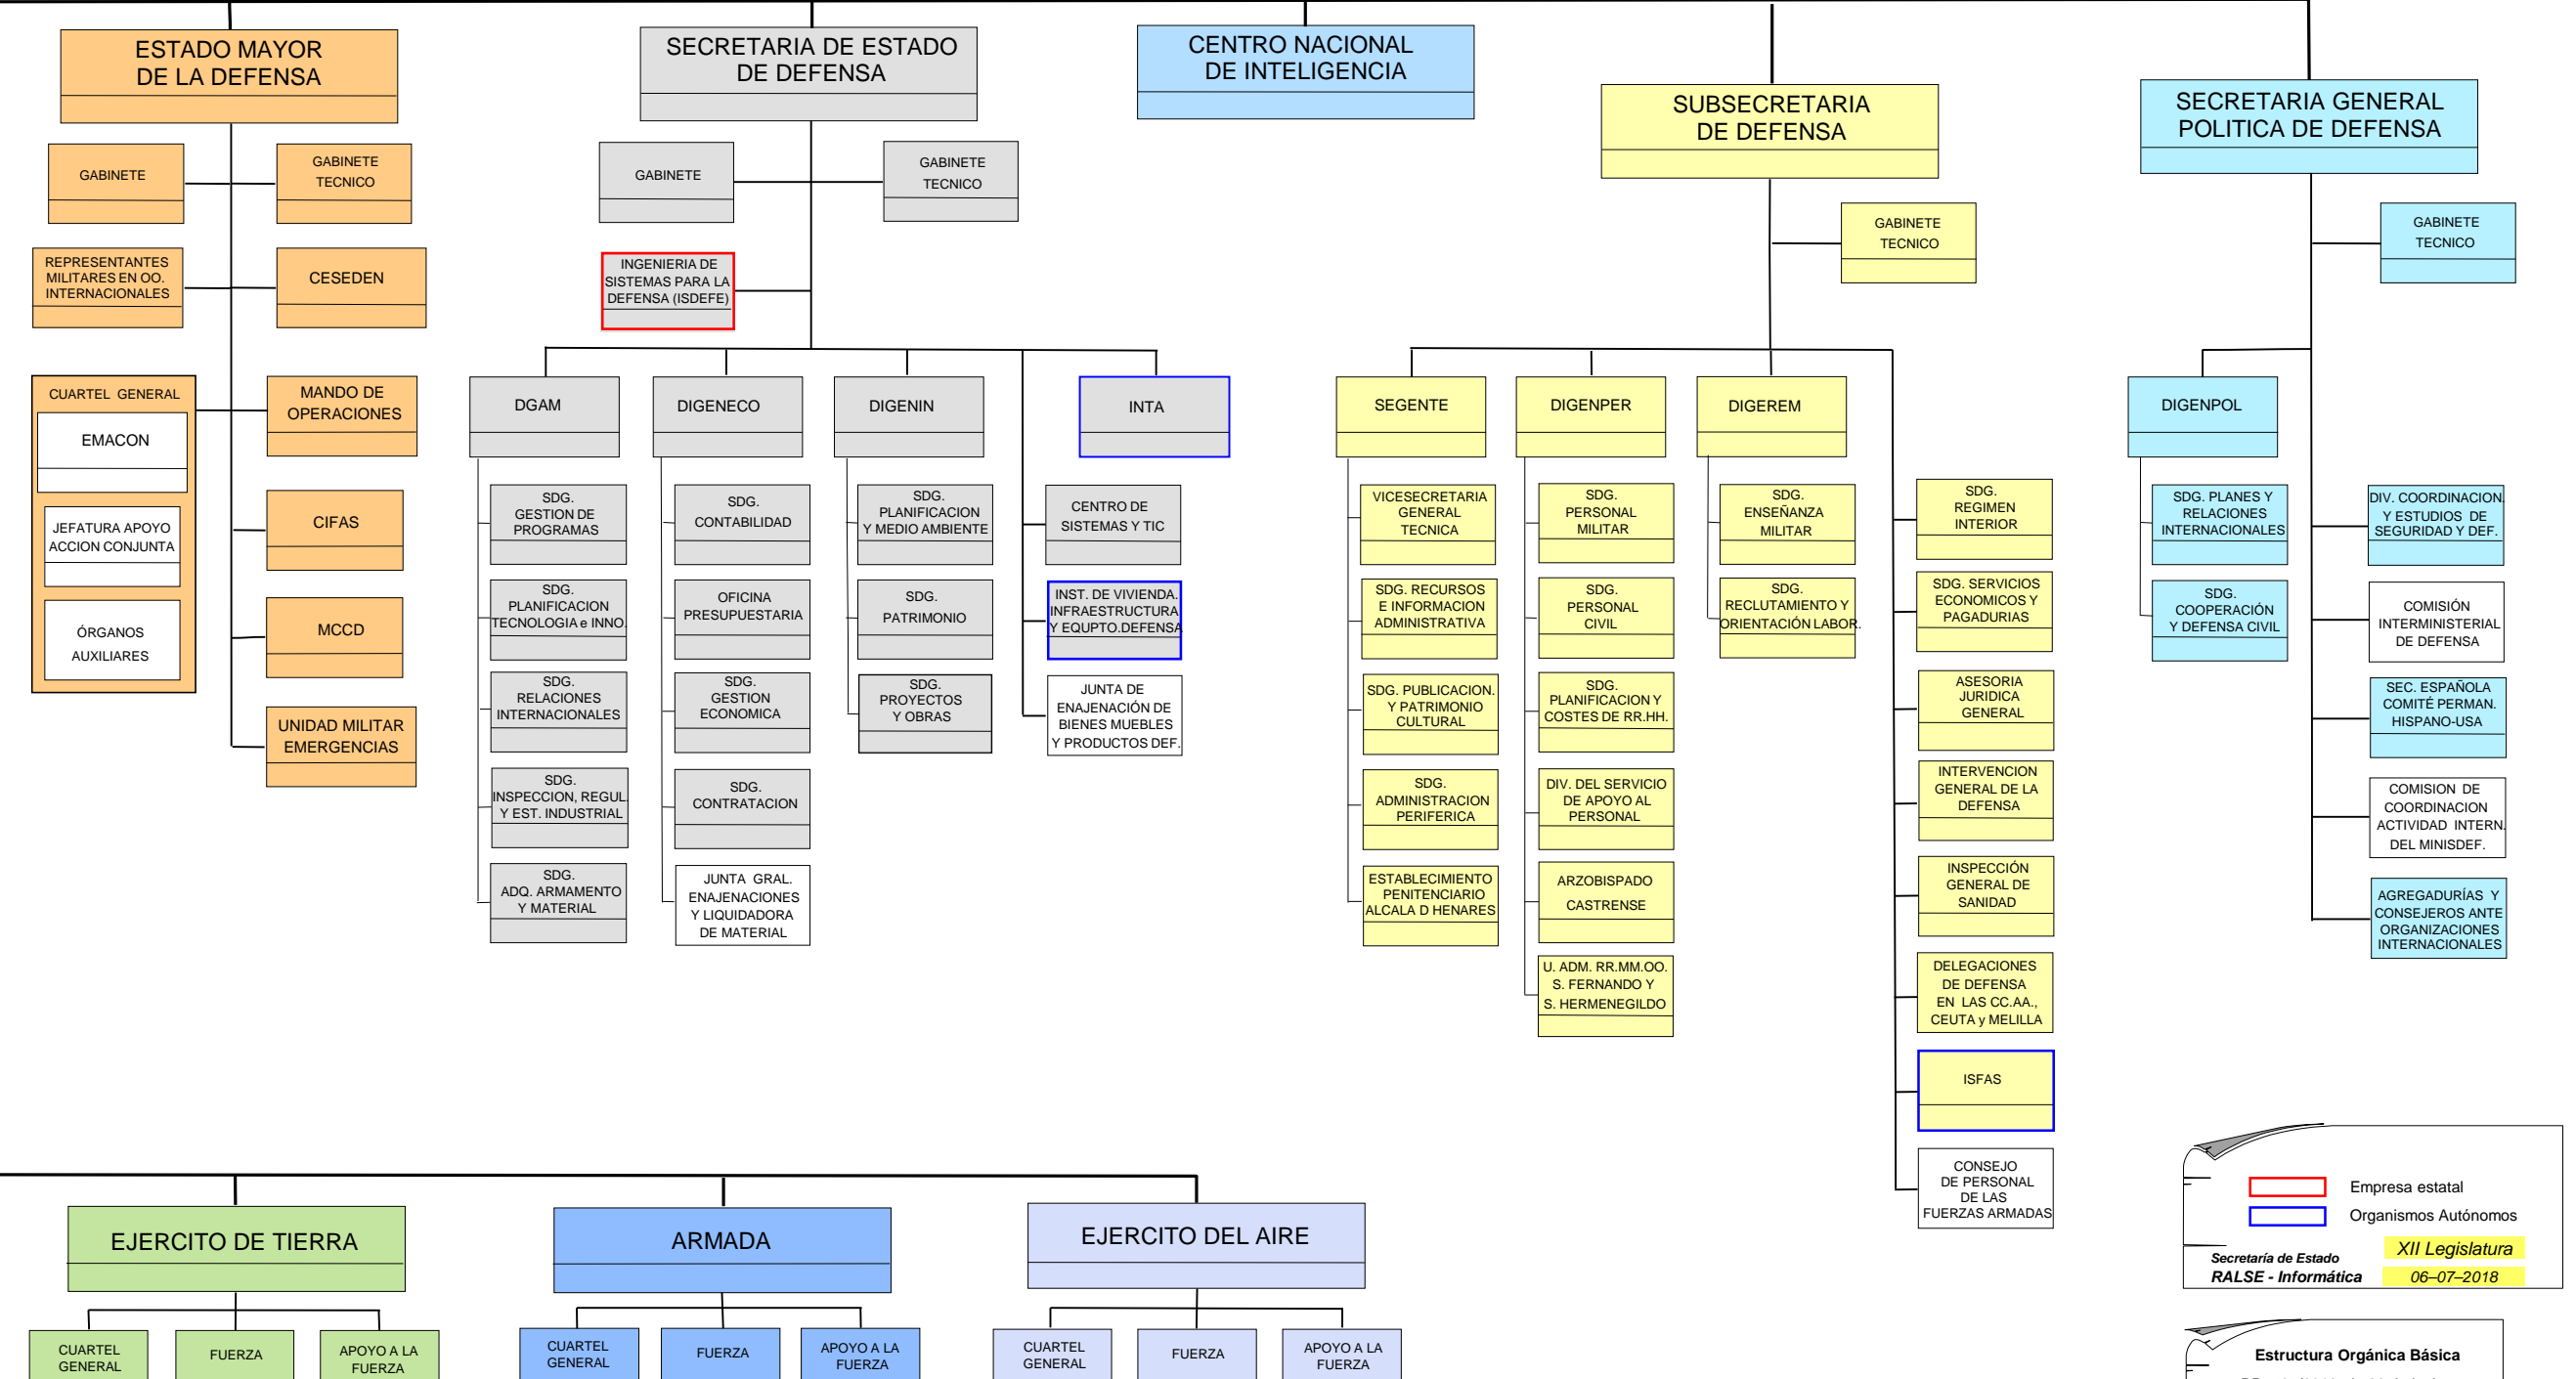 ESTADO MAYOR
DE LA DEFENSA
GABINETE
GABINETE
TECNICO
REPRESENTANTES
MILITARES EN OO.
INTERNACIONALES
CESEDEN
CUARTEL GENERAL
EMACON
JEFATURA APOYO
ACCION CONJUNTA
ÓRGANOS
AUXILIARES
MANDO DE
OPERACIONES
CIFAS
MCCD
UNIDAD MILITAR
EMERGENCIAS
SECRETARIA DE ESTADO
DE DEFENSA
GABINETE
GABINETE
TECNICO
INGENIERIA DE
SISTEMAS PARA LA
DEFENSA (ISDEFE)
DGAM
SDG.
GESTION DE
PROGRAMAS
SDG.
PLANIFICACION
TECNOLOGIA e INNO.
SDG.
RELACIONES
INTERNACIONALES
SDG.
INSPECCION, REGUL.
Y EST. INDUSTRIAL
SDG.
ADQ. ARMAMENTO
Y MATERIAL
DIGENECO
SDG.
CONTABILIDAD
OFICINA
PRESUPUESTARIA
SDG.
GESTION
ECONOMICA
SDG.
CONTRATACION
JUNTA GRAL.
ENAJENACIONES
Y LIQUIDADORA
DE MATERIAL
DIGENIN
SDG.
PLANIFICACION
Y MEDIO AMBIENTE
SDG.
PATRIMONIO
SDG.
PROYECTOS
Y OBRAS
INTA
CENTRO DE
SISTEMAS Y TIC
INST. DE VIVIENDA.
INFRAESTRUCTURA
Y EQUPTO.DEFENSA
JUNTA DE
ENAJENACIÓN DE
BIENES MUEBLES
Y PRODUCTOS DEF.
CENTRO NACIONAL
DE INTELIGENCIA
SUBSECRETARIA
DE DEFENSA
GABINETE
TECNICO
SEGENTE
VICESECRETARIA
GENERAL
TECNICA
SDG. RECURSOS
E INFORMACION
ADMINISTRATIVA
SDG. PUBLICACION.
Y PATRIMONIO
CULTURAL
SDG.
ADMINISTRACION
PERIFERICA
ESTABLECIMIENTO
PENITENCIARIO
ALCALA D HENARES
DIGENPER
SDG.
PERSONAL
MILITAR
SDG.
PERSONAL
CIVIL
SDG.
PLANIFICACION Y
COSTES DE RR.HH.
DIV. DEL SERVICIO
DE APOYO AL
PERSONAL
ARZOBISPADO
CASTRENSE
U. ADM. RR.MM.OO.
S. FERNANDO Y
S. HERMENEGILDO
DIGEREM
SDG.
ENSEÑANZA
MILITAR
SDG.
RECLUTAMIENTO Y
ORIENTACIÓN LABOR.
SDG.
REGIMEN
INTERIOR
SDG. SERVICIOS
ECONOMICOS Y
PAGADURIAS
ASESORIA
JURIDICA
GENERAL
INTERVENCION
GENERAL DE LA
DEFENSA
INSPECCIÓN
GENERAL DE
SANIDAD
DELEGACIONES
DE DEFENSA
EN LAS CC.AA.,
CEUTA y MELILLA
ISFAS
CONSEJO
DE PERSONAL
DE LAS
FUERZAS ARMADAS
SECRETARIA GENERAL
POLITICA DE DEFENSA
GABINETE
TECNICO
DIGENPOL
SDG. PLANES Y
RELACIONES
INTERNACIONALES
SDG.
COOPERACIÓN
Y DEFENSA CIVIL
DIV. COORDINACION.
Y ESTUDIOS DE
SEGURIDAD Y DEF.
COMISIÓN
INTERMINISTERIAL
DE DEFENSA
SEC. ESPAÑOLA
COMITÉ PERMAN.
HISPANO-USA
COMISION DE
COORDINACION
ACTIVIDAD INTERN.
DEL MINISDEF.
AGREGADURÍAS Y
CONSEJEROS ANTE
ORGANIZACIONES
INTERNACIONALES
EJERCITO DE TIERRA
CUARTEL
GENERAL
FUERZA
APOYO A LA
FUERZA
ARMADA
CUARTEL
GENERAL
FUERZA
APOYO A LA
FUERZA
EJERCITO DEL AIRE
CUARTEL
GENERAL
FUERZA
APOYO A LA
FUERZA
Empresa estatal
Organismos Autónomos
Secretaría de Estado
XII Legislatura
RALSE - Informática
06–07–2018
Estructura Orgánica Básica